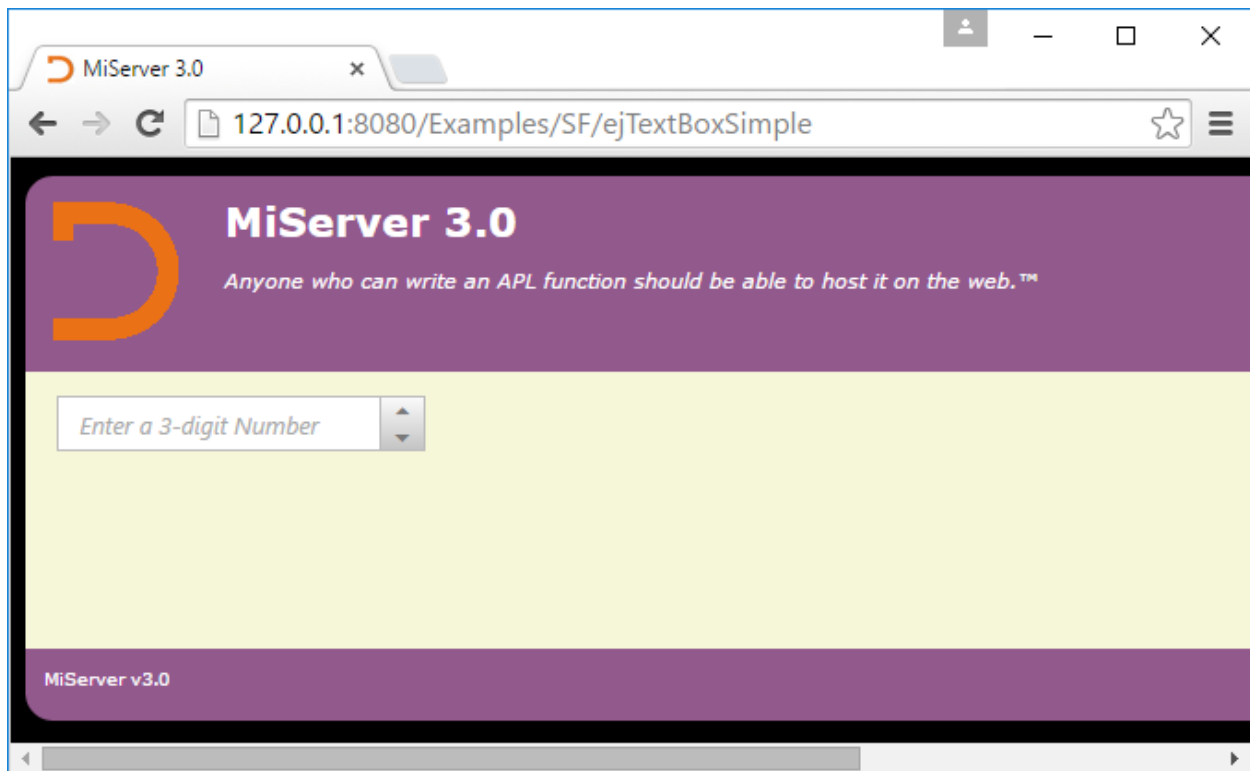 MiServer 3.0
127.0.0.1:8080/Examples/SF/ejTextBoxSimple
MiServer 3.0
Anyone who can write an APL function should be able to host it on the web.™
Enter a 3-digit Number
MiServer v3.0